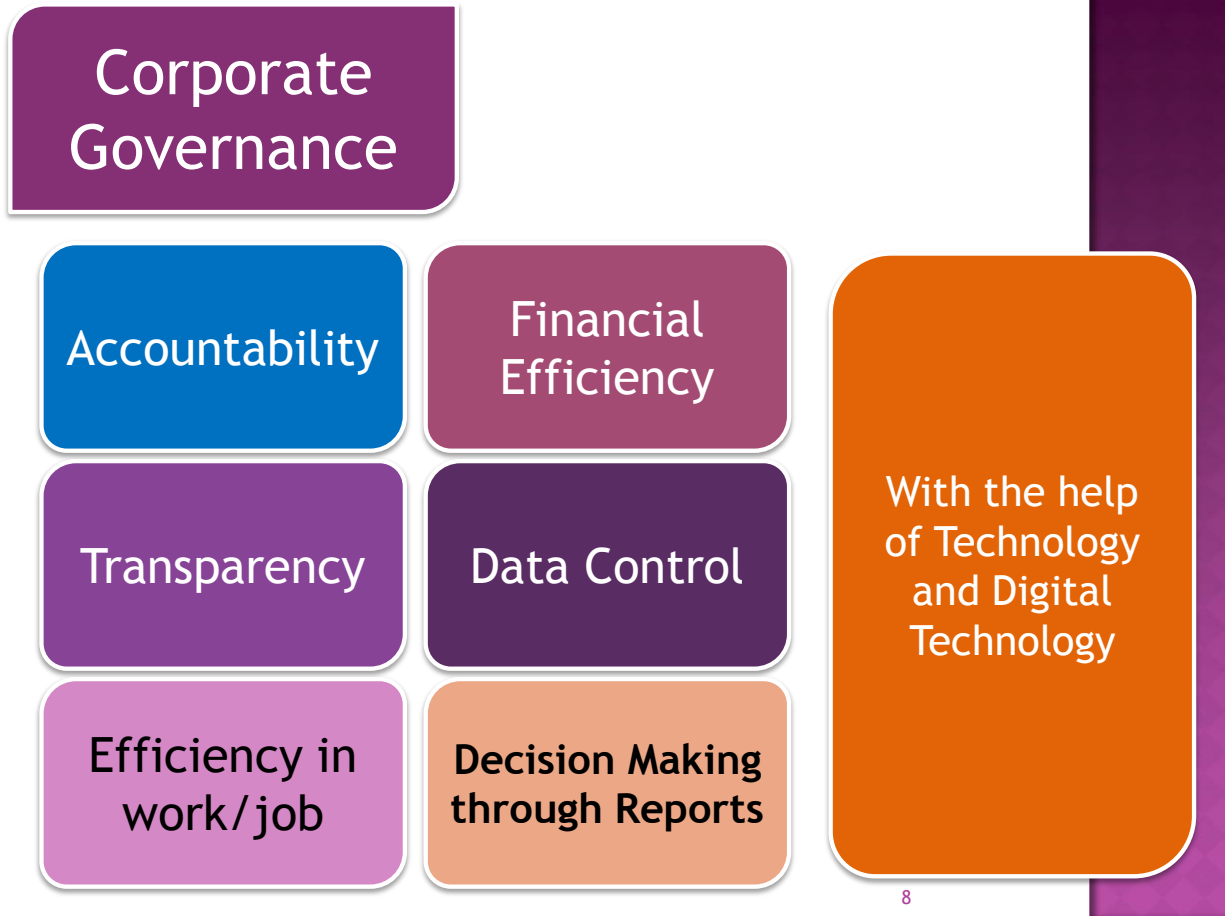 Corporate
Governance
Accountability
Financial
Efficiency
Transparency
Data Control
Efficiency in
work/job
Decision Making
through Reports
With the help
of Technology
and Digital
Technology
8